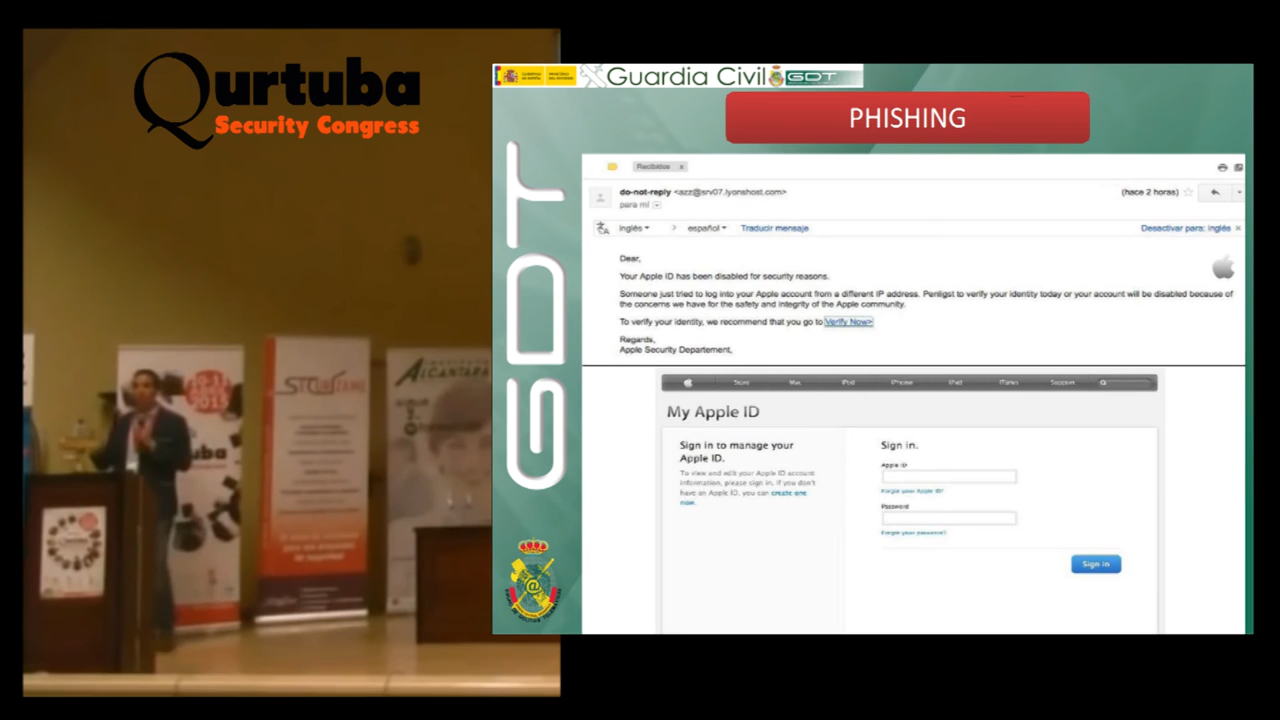 Qurtuba
Security Congress
Guardia Civil
GDT
PHISHING
GDT
Recibidos x
do-not-reply <azz@srv07.lyonshost.com>
(hace 2 horas)
para mí
inglés
> español
Traducir mensaje
Desactivar para: inglés x
Dear,
Your Apple ID has been disabled for security reasons.
Someone just tried to log into your Apple account from a different IP address. Penligst to verify your identity today or your account will be disabled because of
the concerns we have for the safety and integrity of the Apple community.
To verify your identity, we recommend that you go to Verify Now>
Regards,
Apple Security Departement,
Store Mac iPod iPhone iPad iTunes Support
My Apple ID
Sign in to manage your
Apple ID.
To view and edit your Apple ID account
information, please sign in. If you don't
have an Apple ID, you can create one
now.
Sign in.
Apple ID
Forgot your Apple ID?
Password
Forgot your password?
Sign in
ALCANTARA
uba
2015